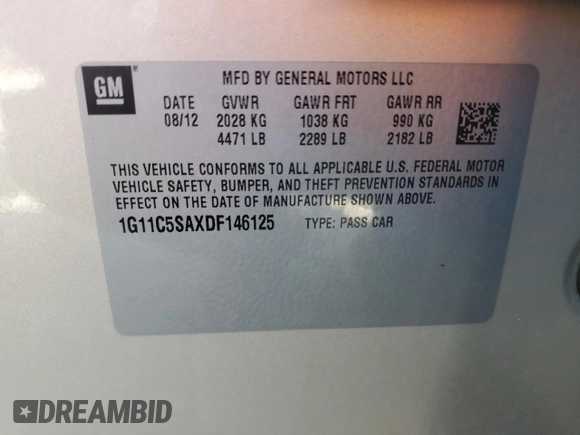 GM
MFD BY GENERAL MOTORS LLC
DATE GVWR GAWR FRT GAWR RR
08/12 2028 KG 1038 KG 990 KG
4471 LB 2289 LB 2182 LB
THIS VEHICLE CONFORMS TO ALL APPLICABLE U.S. FEDERAL MOTOR
VEHICLE SAFETY, BUMPER, AND THEFT PREVENTION STANDARDS IN
EFFECT ON THE DATE OF MANUFACTURE SHOWN ABOVE.
1G11C5SAXDF146125 TYPE: PASS CAR
DREAMBID